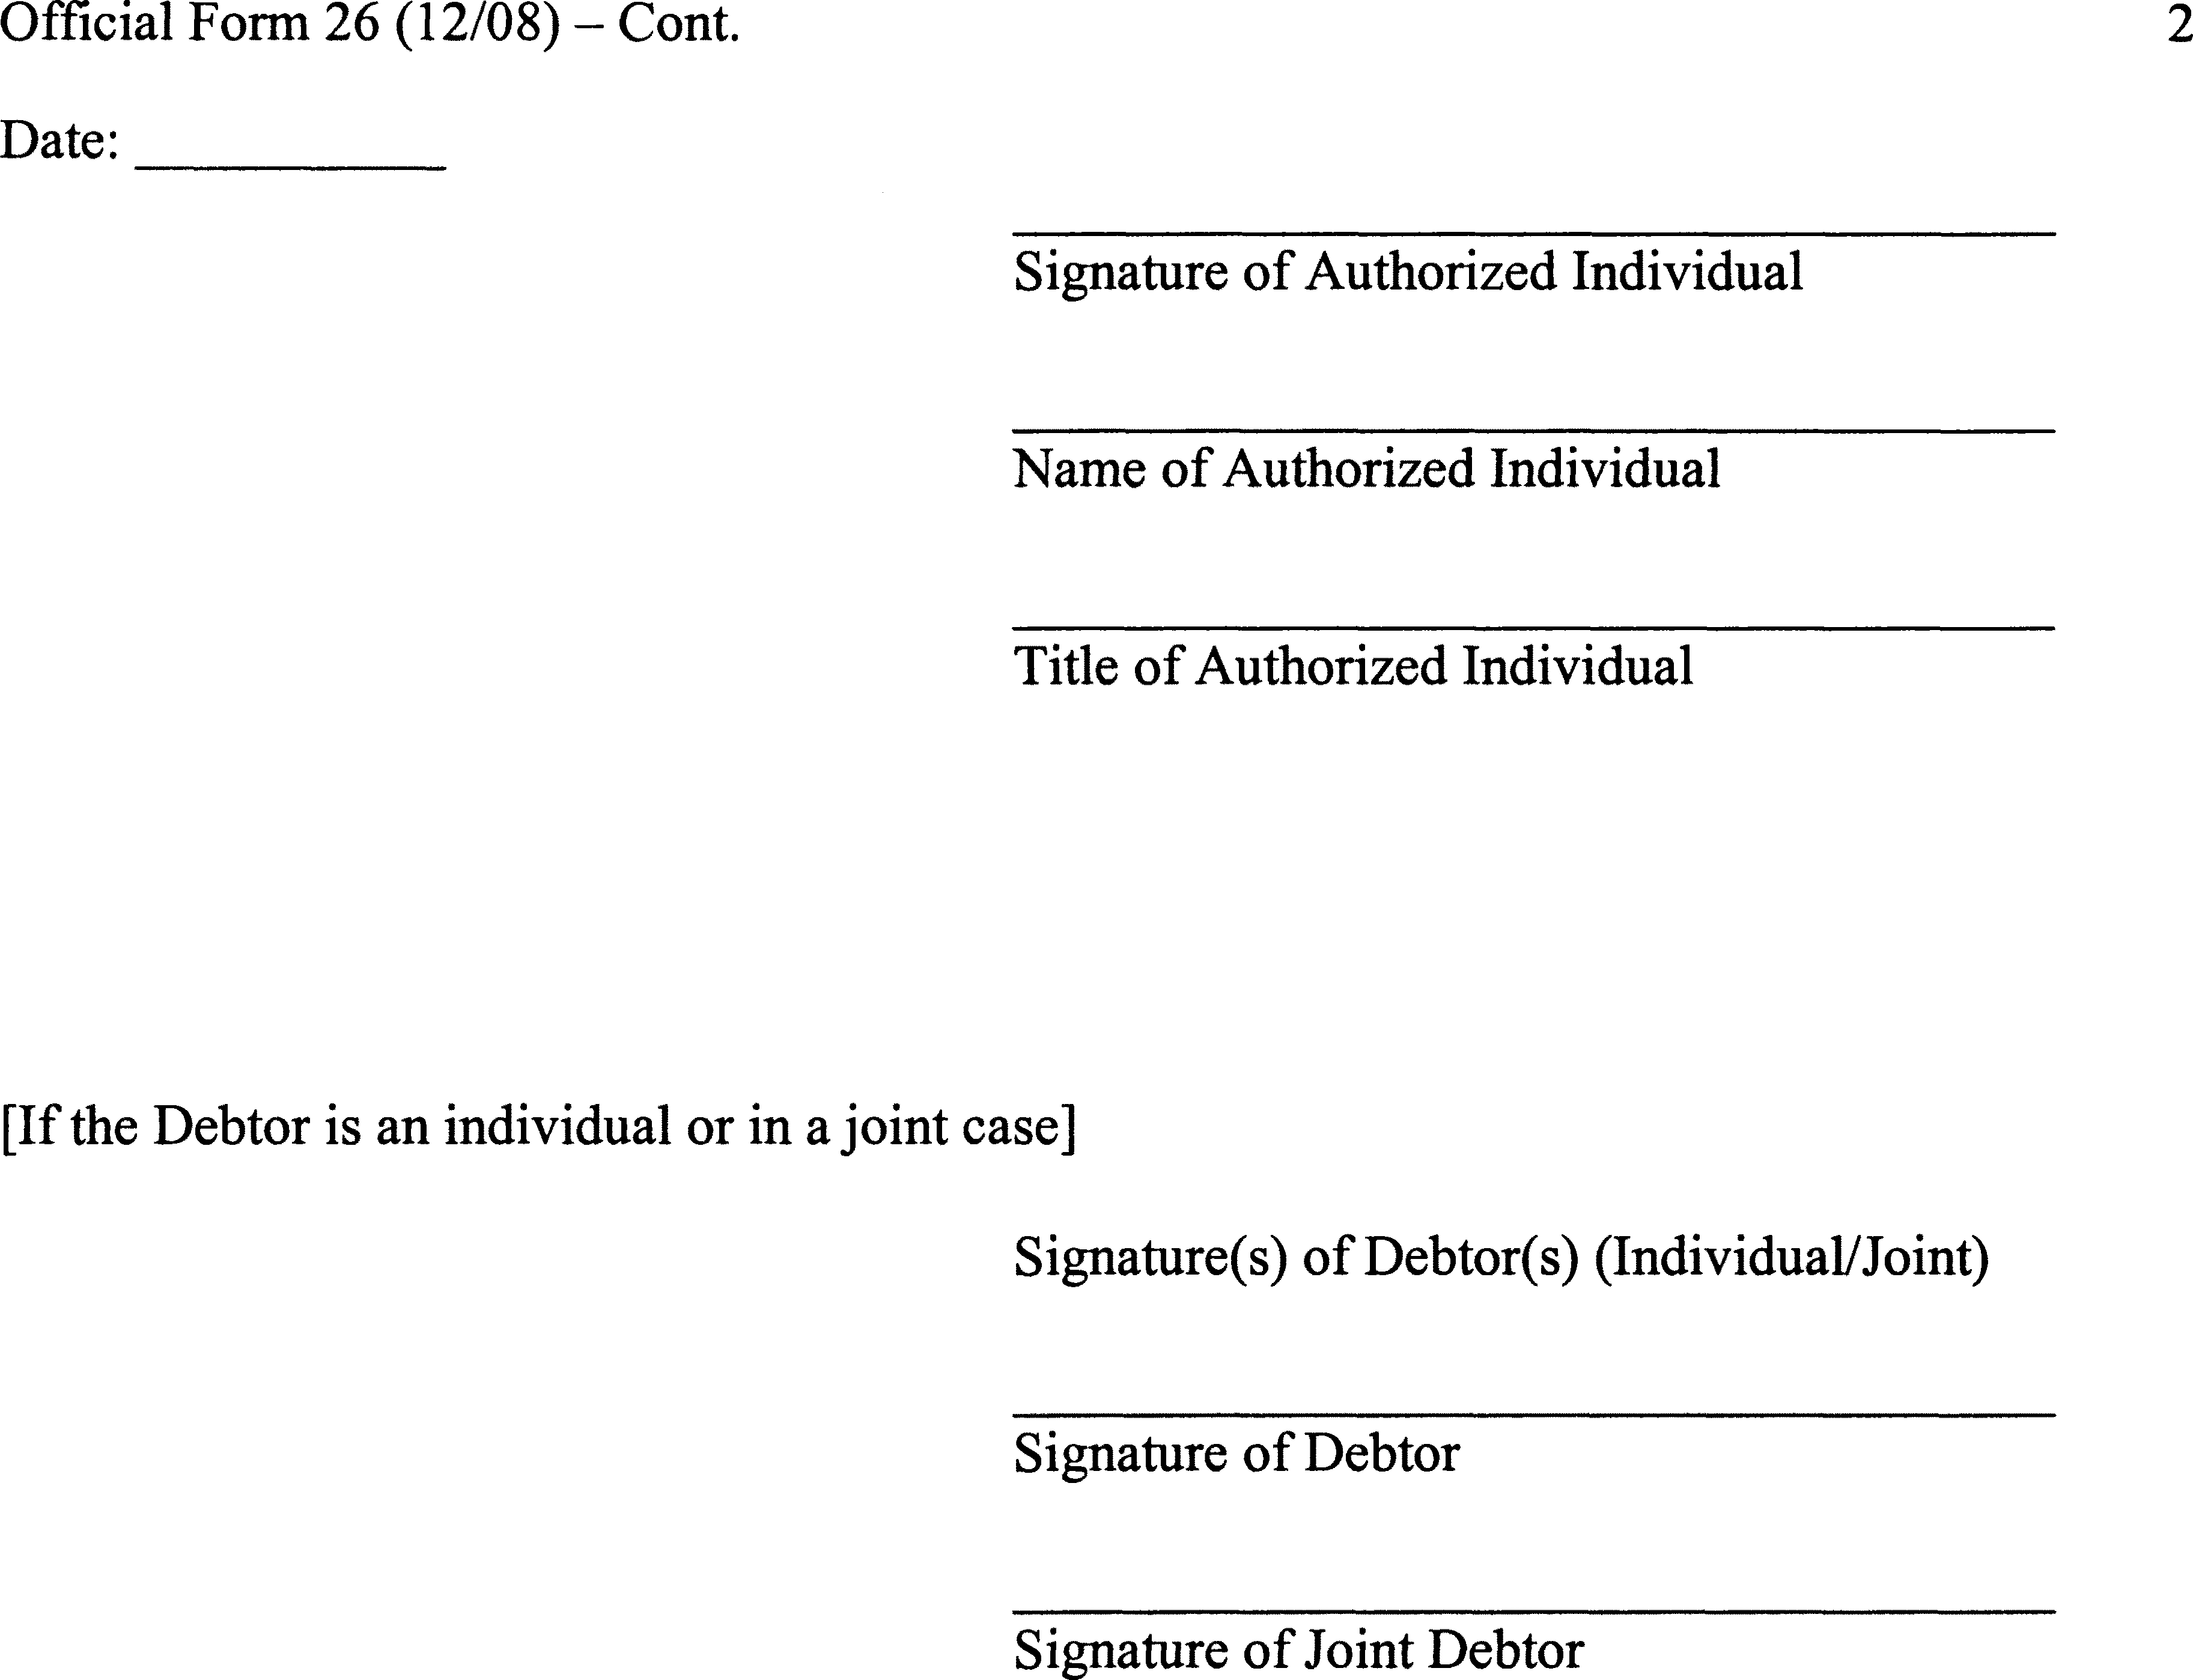 Official Form 26 (12/08) – Cont. 2
Date: ____________
Signature of Authorized Individual
Name of Authorized Individual
Title of Authorized Individual
[If the Debtor is an individual or in a joint case]
Signature(s) of Debtor(s) (Individual/Joint)
Signature of Debtor
Signature of Joint Debtor